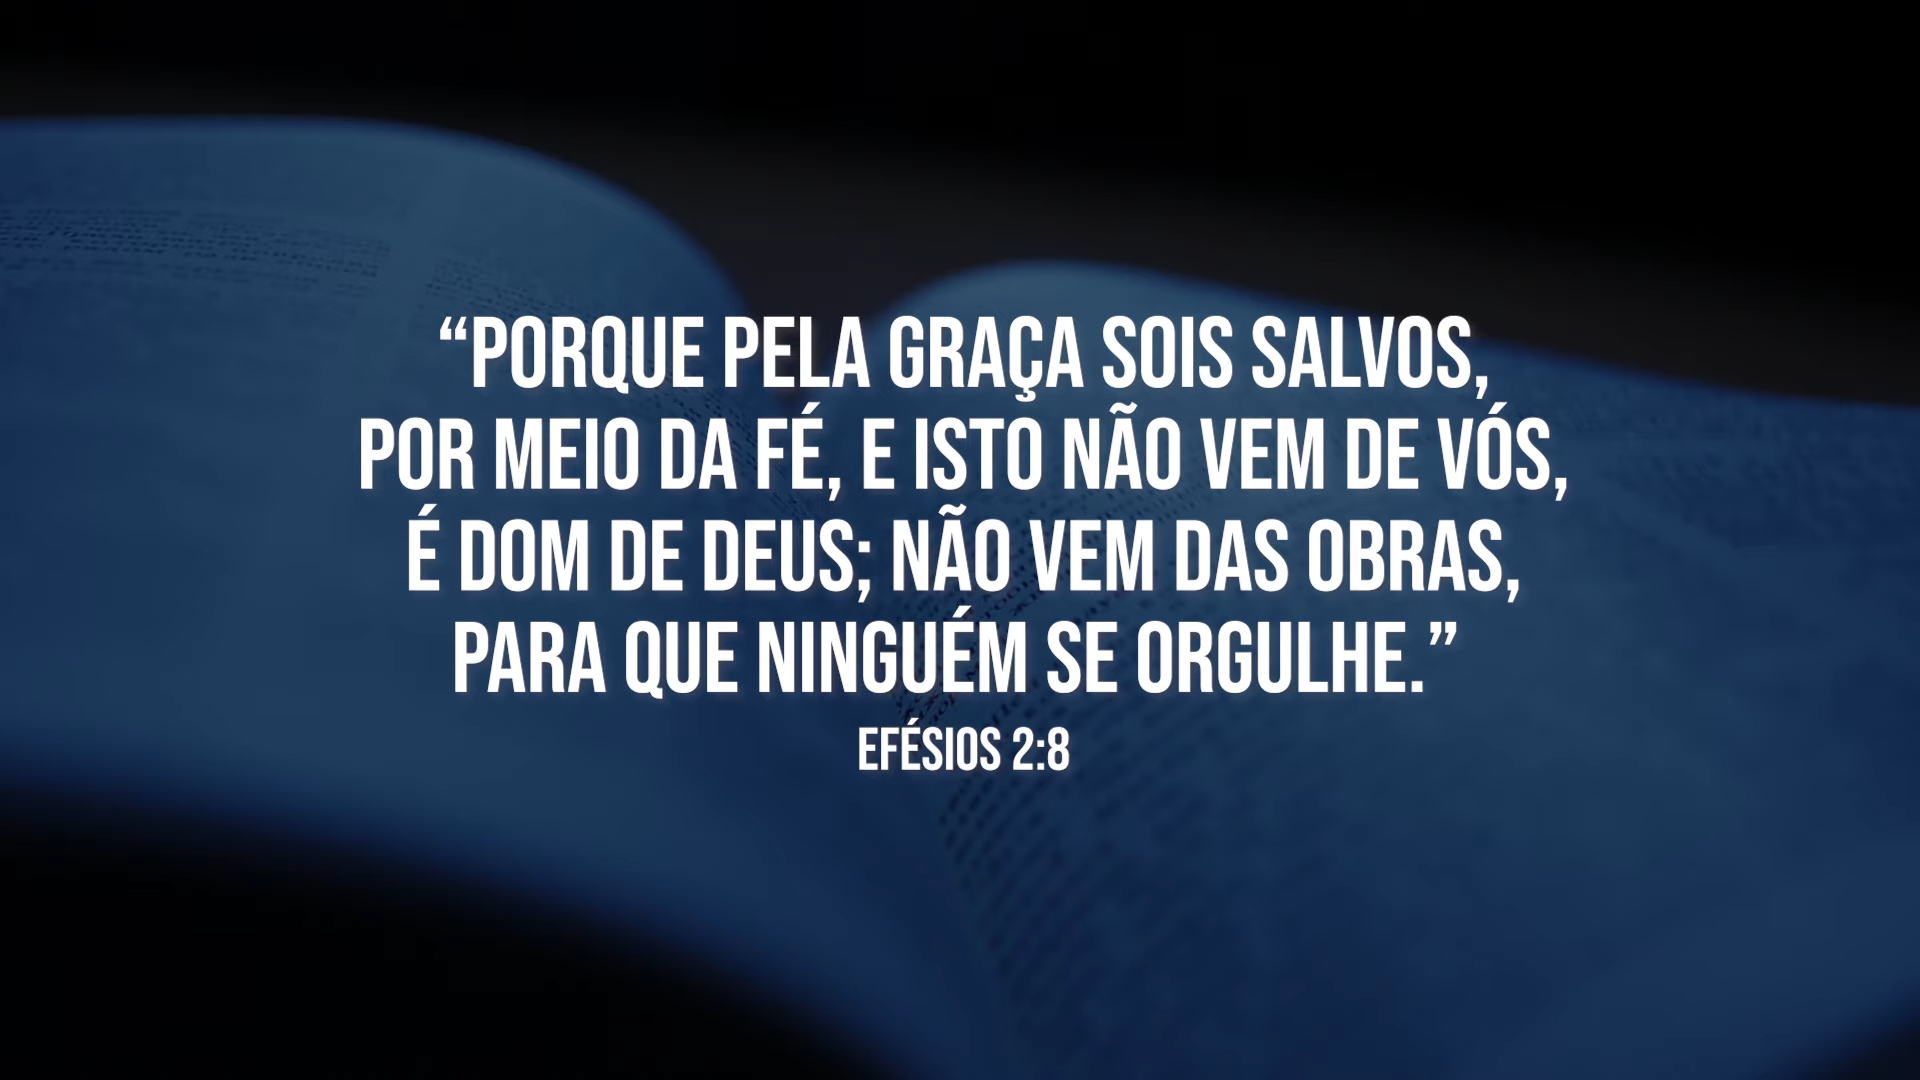 “PORQUE PELA GRAÇA SOIS SALVOS,
POR MEIO DA FÉ, E ISTO NÃO VEM DE VÓS,
É DOM DE DEUS; NÃO VEM DAS OBRAS,
PARA QUE NINGUÉM SE ORGULHE.”
EFÉSIOS 2:8